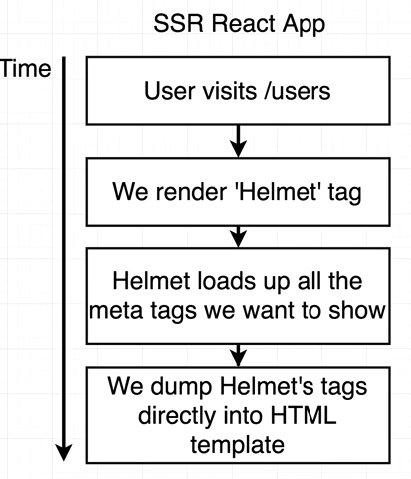 SSR React App
Time
User visits /users
We render 'Helmet' tag
Helmet loads up all the
meta tags we want to show
We dump Helmet's tags
directly into HTML
template